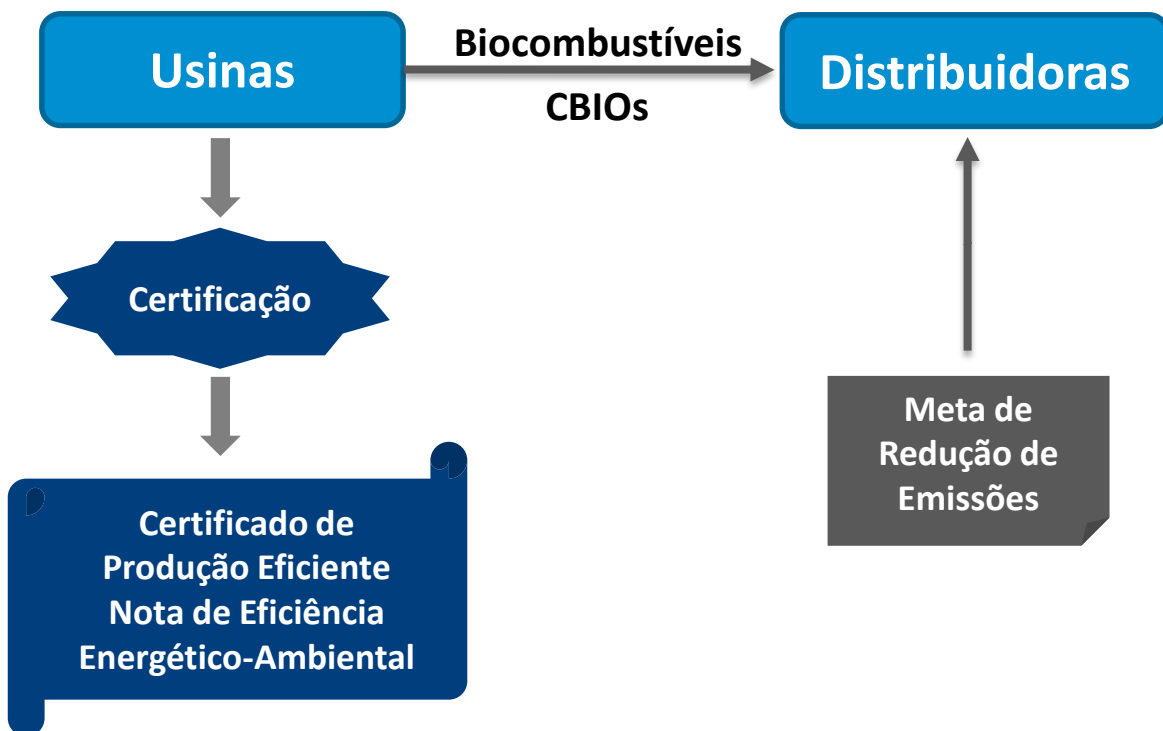 Usinas
Biocombustíveis
CBIOs
Distribuidoras
Certificação
Certificado de
Produção Eficiente
Nota de Eficiência
Energético-Ambiental
Meta de
Redução de
Emissões